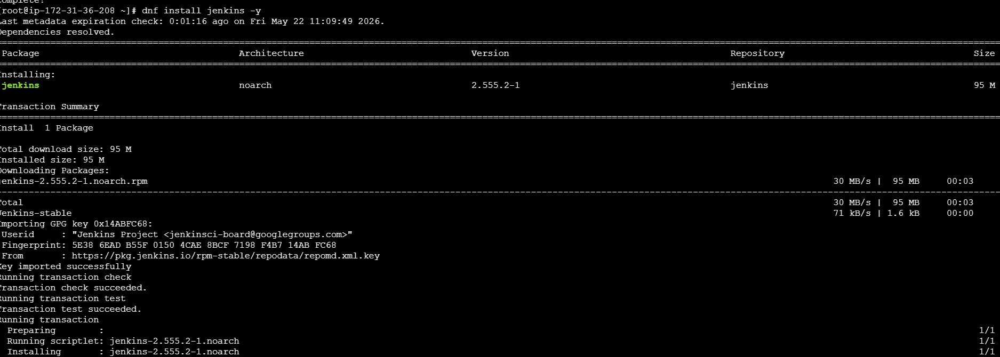 complete!
[root@ip-172-31-36-208 ~]# dnf install jenkins -y
Last metadata expiration check: 0:01:16 ago on Fri May 22 11:09:49 2026.
Dependencies resolved.
Package Architecture Version Repository Size
Installing:
jenkins noarch 2.555.2-1 jenkins 95 M
Transaction Summary
Install 1 Package
Total download size: 95 M
Installed size: 95 M
Downloading Packages:
jenkins-2.555.2-1.noarch.rpm 30 MB/s | 95 MB 00:03
Total 30 MB/s | 95 MB 00:03
Jenkins-stable 71 kB/s | 1.6 kB 00:00
Importing GPG key 0x14ABFC68:
Userid : "Jenkins Project <jenkinsci-board@googlegroups.com>"
Fingerprint: 5E38 6EAD B55F 0150 4CAE 8BCF 7198 F4B7 14AB FC68
From : https://pkg.jenkins.io/rpm-stable/repodata/repomd.xml.key
Key imported successfully
Running transaction check
Transaction check succeeded.
Running transaction test
Transaction test succeeded.
Running transaction
Preparing : 1/1
Running scriptlet: jenkins-2.555.2-1.noarch 1/1
Installing : jenkins-2.555.2-1.noarch 1/1